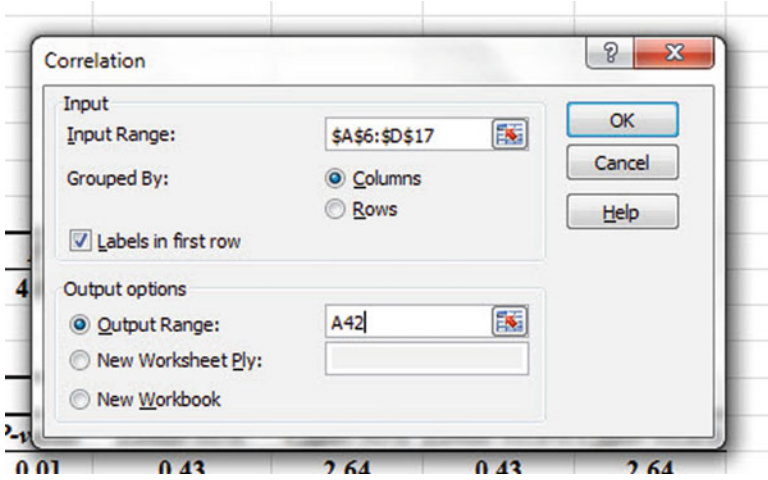 Correlation
?
X
Input
Input Range:
$A$6:$D$17
OK
Grouped By:
Columns
Cancel
Rows
Help
Labels in first row
4
Output options
Output Range:
A42
New Worksheet Ply:
New Workbook
0.01 0.43 2.64 0.43 2.64